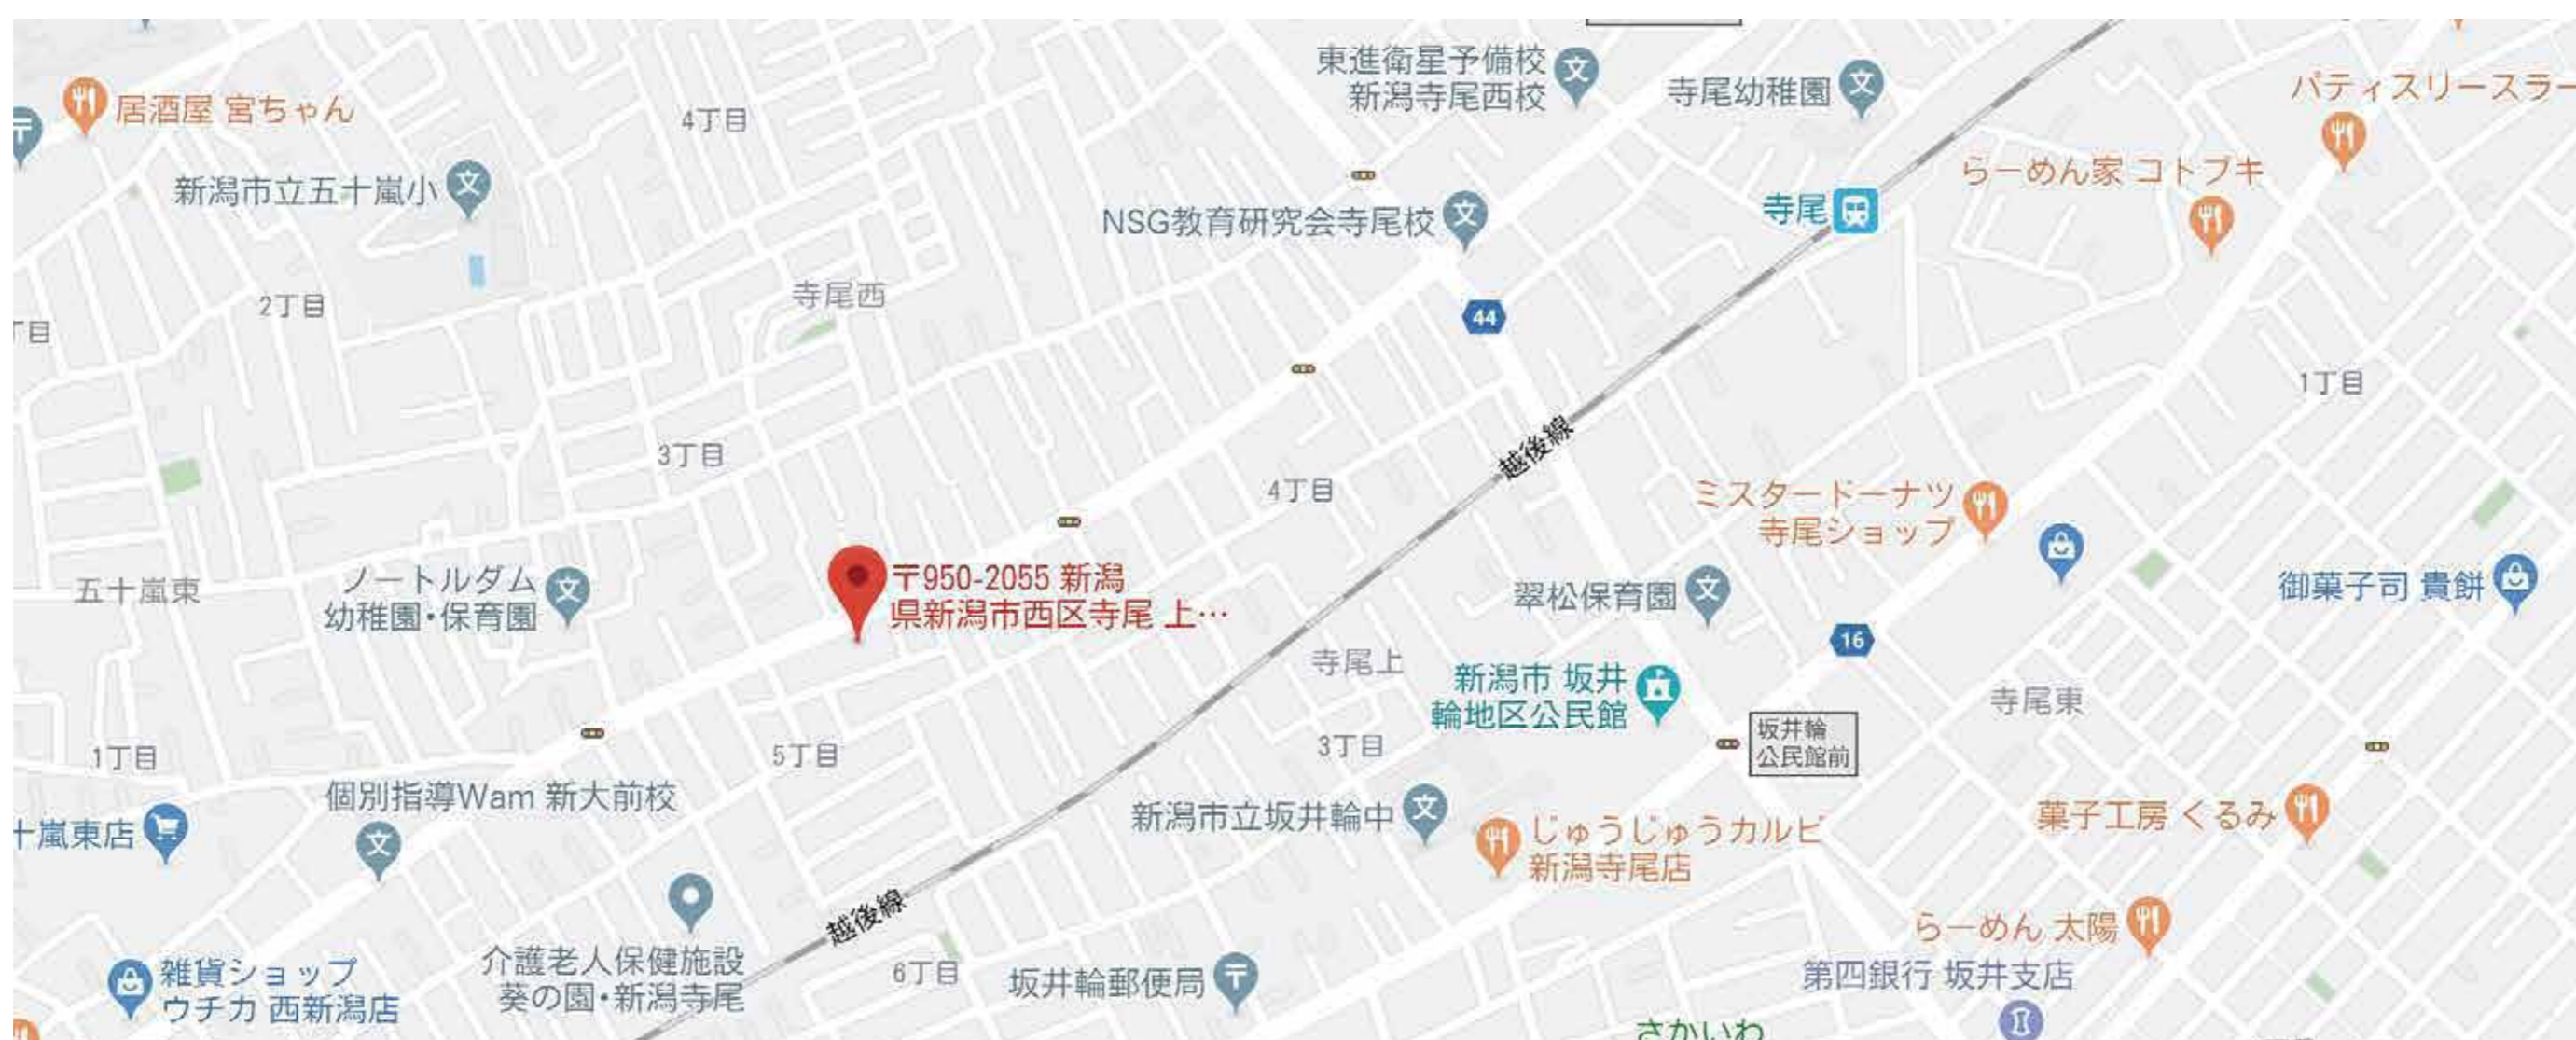 東進衛星予備校
新潟寺尾西校
寺尾幼稚園
パティスリースラー
居酒屋 宮ちゃん
4丁目
らーめん家 コトブキ
新潟市立五十嵐小
NSG教育研究会寺尾校
寺尾
寺尾西
2丁目
丁目
44
1丁目
3丁目
越後線
4丁目
ミスタードーナツ
寺尾ショップ
〒950-2055 新潟
県新潟市西区寺尾 上…
五十嵐東
ノートルダム
幼稚園・保育園
翠松保育園
御菓子司 貴餅
16
寺尾上
新潟市 坂井
輪地区公民館
寺尾東
坂井輪
公民館前
1丁目
5丁目
3丁目
個別指導Wam 新大前校
新潟市立坂井輪中
じゅうじゅうカルビ
新潟寺尾店
菓子工房 くるみ
十嵐東店
越後線
らーめん 太陽
雑貨ショップ
ウチカ 西新潟店
介護老人保健施設
葵の園・新潟寺尾
6丁目
坂井輪郵便局
第四銀行 坂井支店
さかいわ